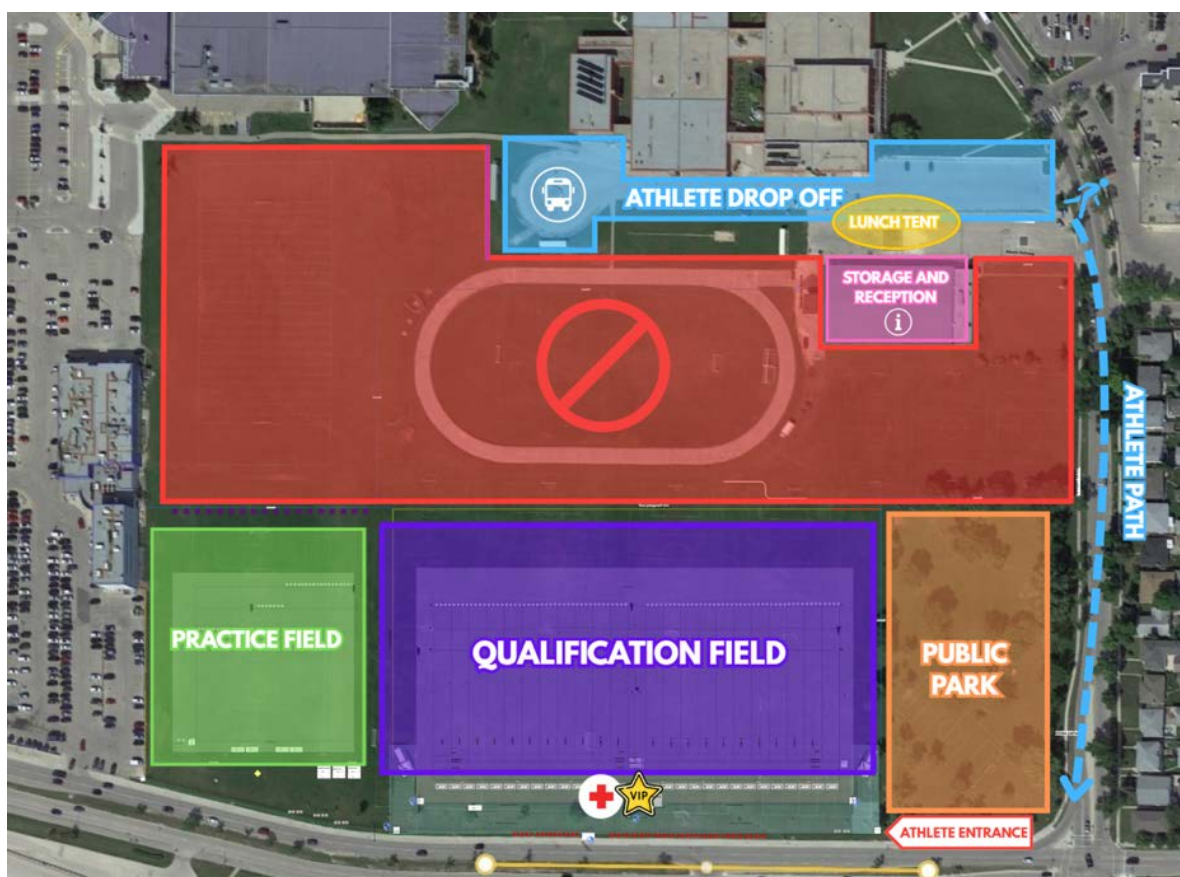 ATHLETE DROP OFF
LUNCH TENT
STORAGE AND
RECEPTION
i
ATHLETE PATH
PRACTICE FIELD
QUALIFICATION FIELD
PUBLIC
PARK
VIP
ATHLETE ENTRANCE